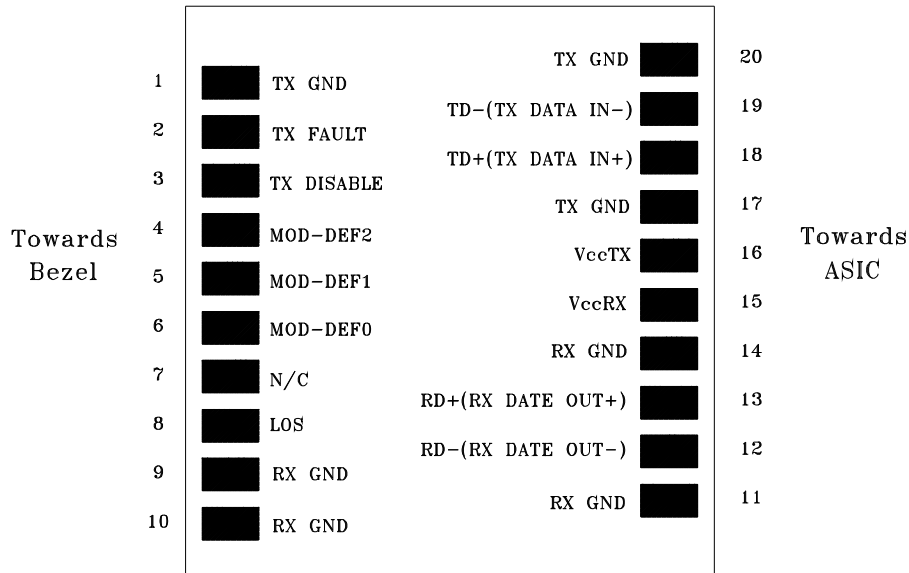 Towards
Bezel
1 TX GND
2 TX FAULT
3 TX DISABLE
4 MOD-DEF2
5 MOD-DEF1
6 MOD-DEF0
7 N/C
8 LOS
9 RX GND
10 RX GND
TX GND 20
TD-(TX DATA IN-) 19
TD+(TX DATA IN+) 18
TX GND 17
VccTX 16
VccRX 15
RX GND 14
RD+(RX DATE OUT+) 13
RD-(RX DATE OUT-) 12
RX GND 11
Towards
ASIC